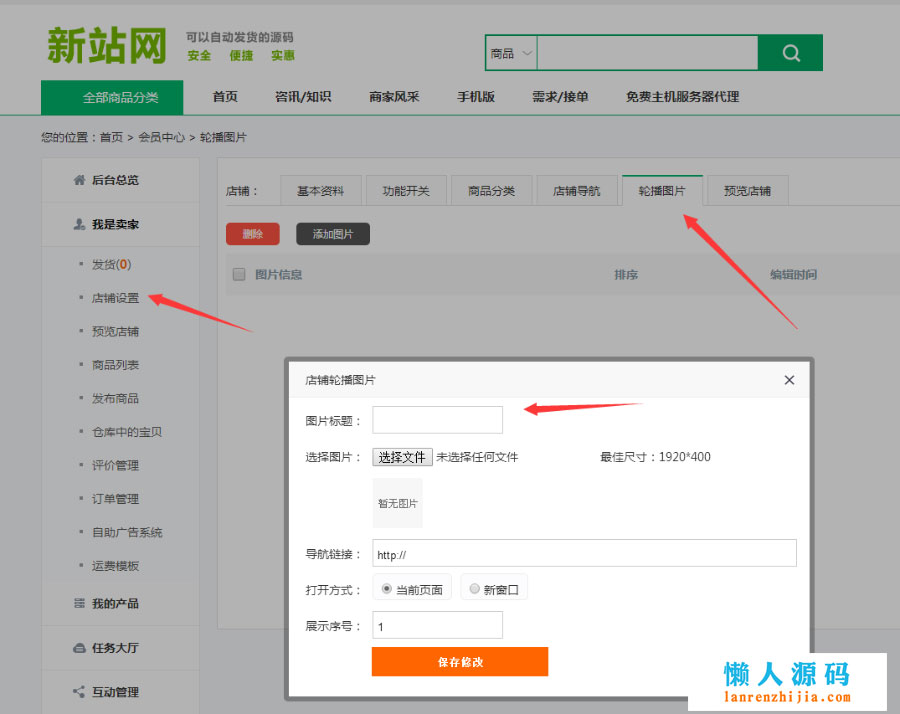 新站网
可以自动发货的源码
安全 便捷 实惠
商品
全部商品分类 首页 咨讯/知识 商家风采 手机版 需求/接单 免费主机服务器代理
您的位置：首页 > 会员中心 > 轮播图片
后台总览
我是卖家
发货(0)
店铺设置
预览店铺
商品列表
发布商品
仓库中的宝贝
评价管理
订单管理
自助广告系统
运费模板
我的产品
任务大厅
互动管理
店铺： 基本资料 功能开关 商品分类 店铺导航 轮播图片 预览店铺
删除 添加图片
图片信息 排序 编辑时间
店铺轮播图片
图片标题：
选择图片： 选择文件 未选择任何文件 最佳尺寸：1920*400
暂无图片
导航链接： http://
打开方式： 当前页面 新窗口
展示序号： 1
保存修改
懒人源码
lanrenzhijia.com